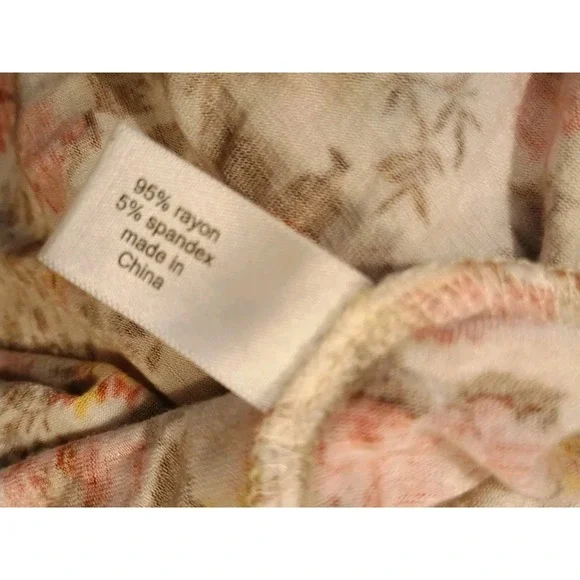 95% rayon
5% spandex
made in
China